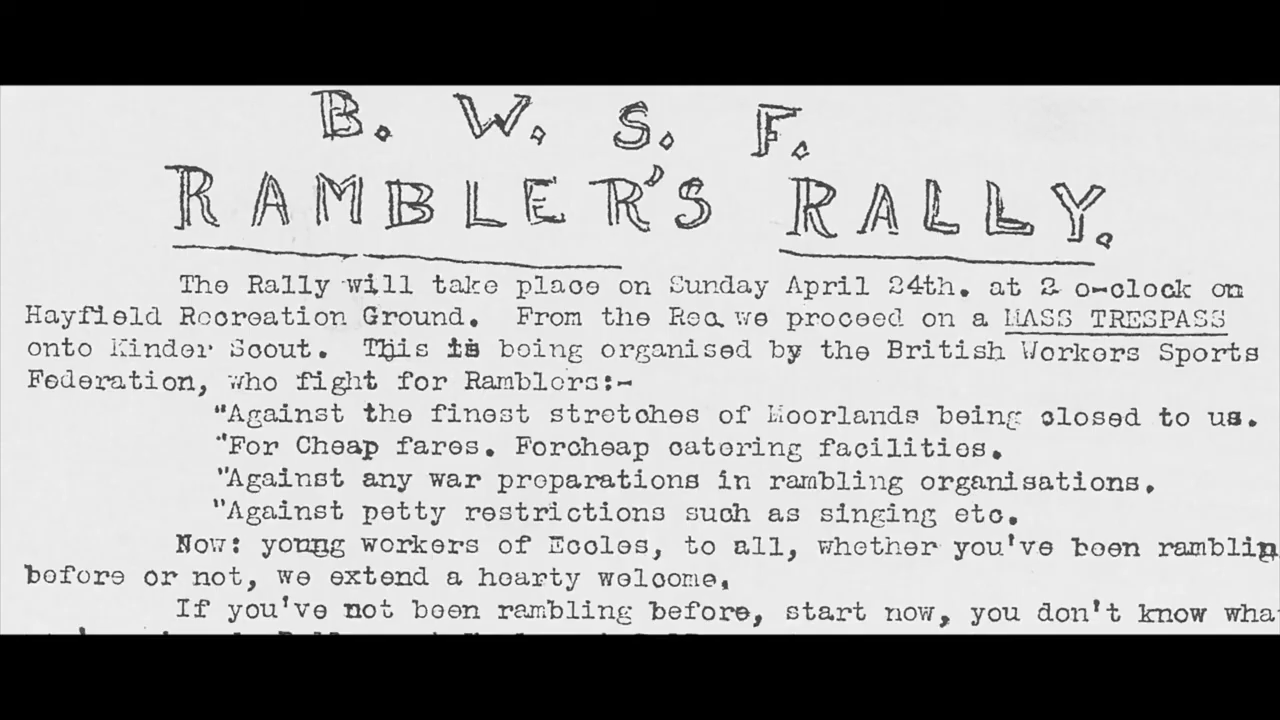 B. W. S. F.
RAMBLER'S RALLY.
The Rally will take place on Sunday April 24th. at 2 o-clock on
Hayfield Recreation Ground. From the Rec. we proceed on a MASS TRESPASS
onto Kinder Scout. This is being organised by the British Workers Sports
Federation, who fight for Ramblers:-
"Against the finest stretches of Moorlands being closed to us.
"For Cheap fares. Forcheap catering facilities.
"Against any war preparations in rambling organisations.
"Against petty restrictions such as singing etc.
Now: young workers of Eccles, to all, whether you've been ramblin
before or not, we extend a hearty welcome.
If you've not been rambling before, start now, you don't know wha